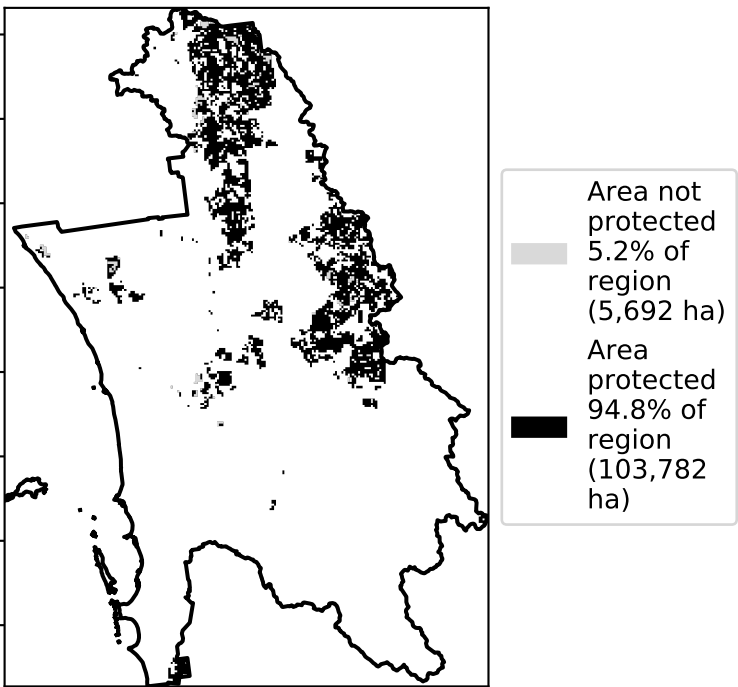 Area not
protected
5.2% of
region
(5,692 ha)
Area
protected
94.8% of
region
(103,782
ha)